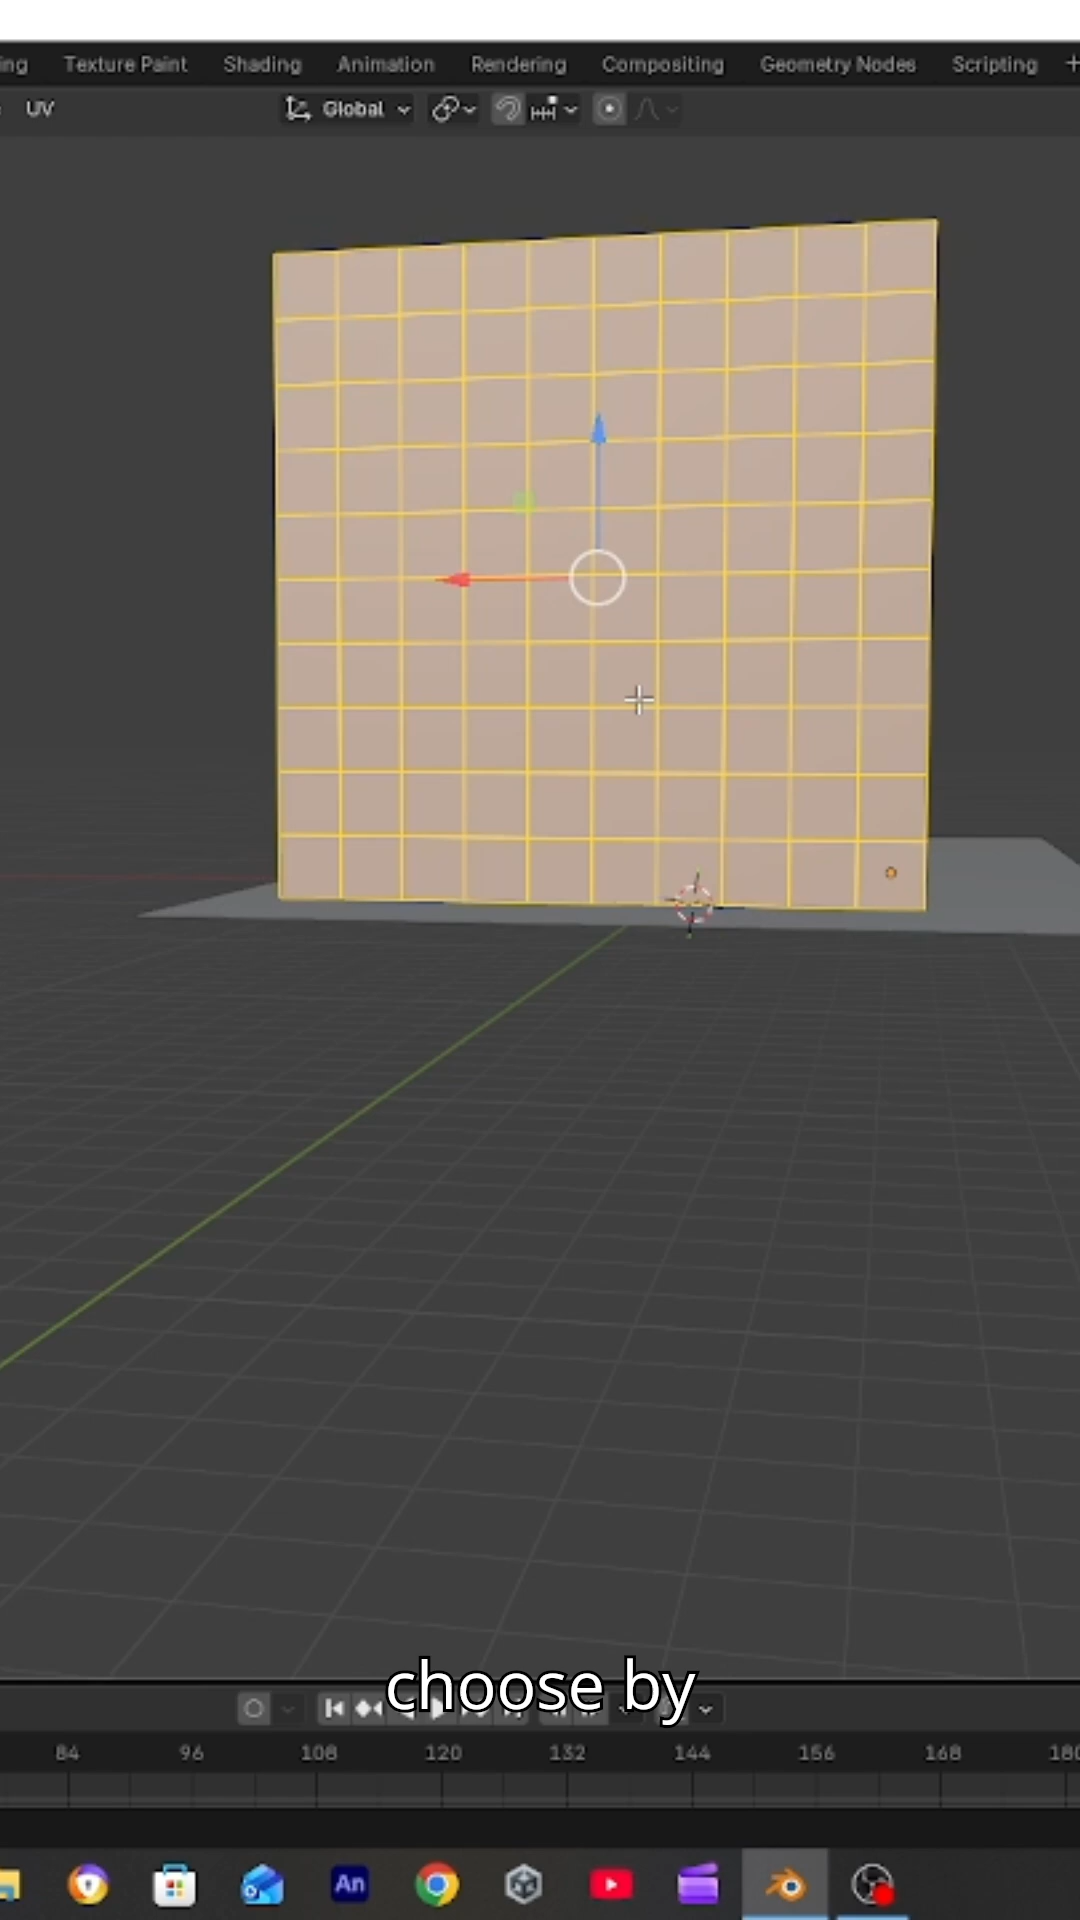 ing Texture Paint Shading Animation Rendering Compositing Geometry Nodes Scripting +
UV Global
choose by
84 96 108 120 132 144 156 168 180
An